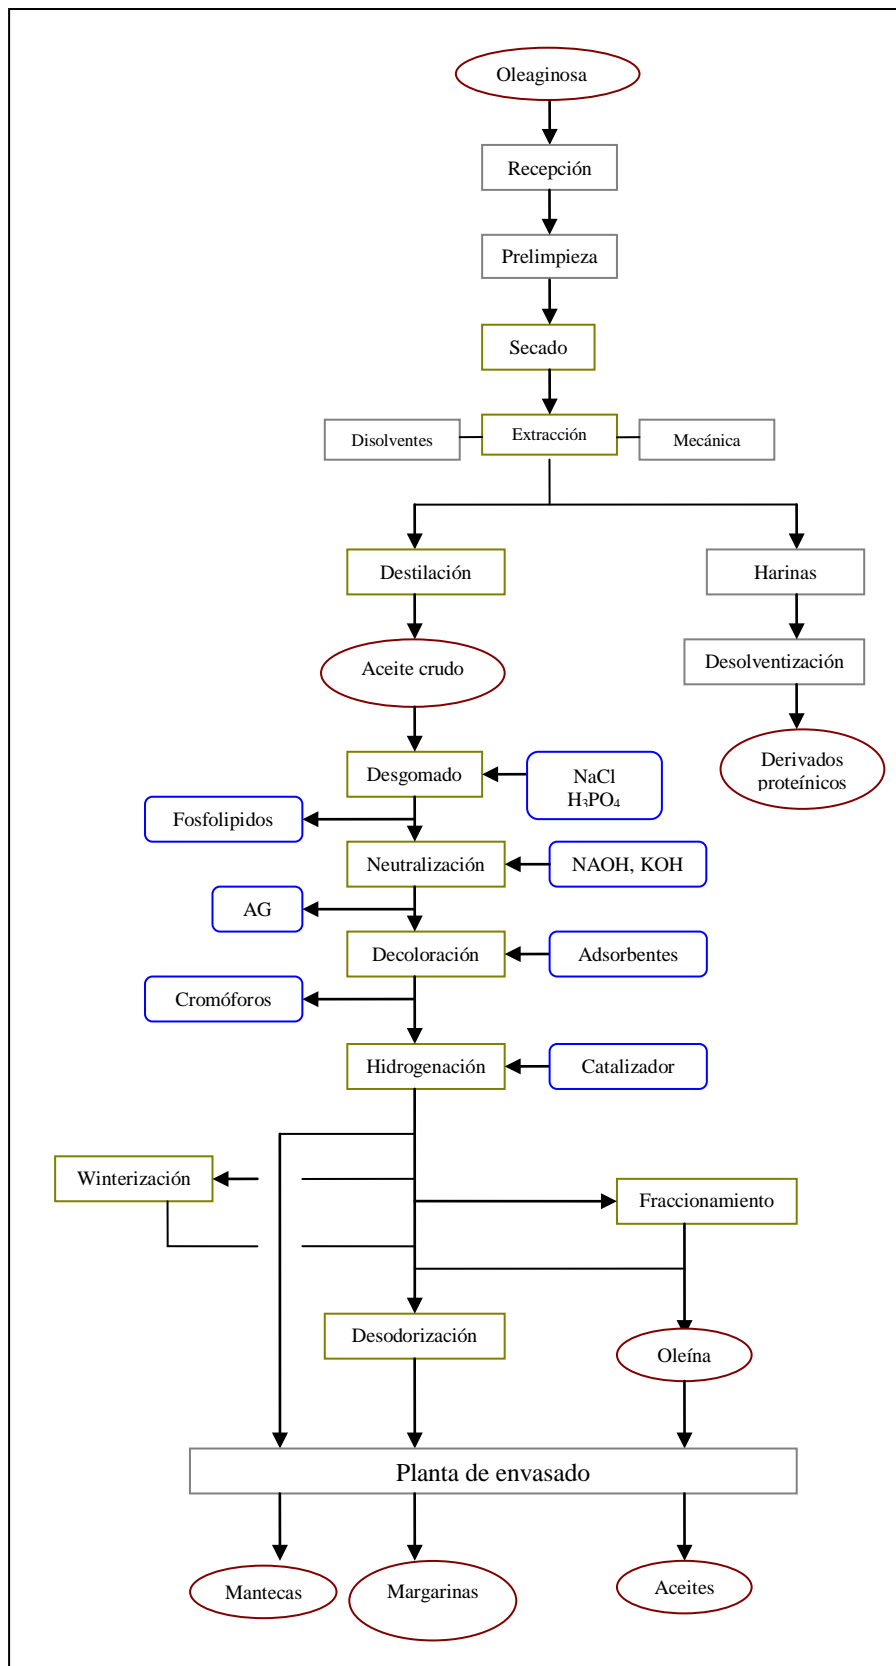 Oleaginosa
Recepción
Prelimpieza
Secado
Disolventes
Extracción
Mecánica
Destilación
Harinas
Aceite crudo
Desolventización
Desgomado
NaCl
H₃PO₄
Derivados
proteínicos
Fosfolipidos
Neutralización
NAOH, KOH
AG
Decoloración
Adsorbentes
Cromóforos
Hidrogenación
Catalizador
Winterización
Fraccionamiento
Desodorización
Oleína
Planta de envasado
Mantecas
Margarinas
Aceites